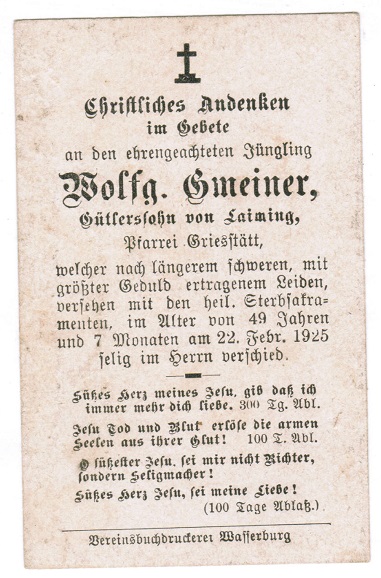 Christliches Andenken
im Gebete
an den ehrengeachteten Jüngling
Wolfg. Gmeiner,
Gütlerssohn von Laiming,
Pfarrei Griesstätt,
welcher nach längerem schweren, mit
größter Geduld ertragenem Leiden,
versehen mit den heil. Sterbsakra-
menten, im Alter von 49 Jahren
und 7 Monaten am 22. Febr. 1925
selig im Herrn verschied.
Süßes Herz meines Jesu, gib daß ich
immer mehr dich liebe. 300 Tg. Abl.
Jesu Tod und Blut erlöse die armen
Seelen aus ihrer Glut! 100 T. Abl.
O süßester Jesu, sei mir nicht Richter,
sondern Seligmacher!
Süßes Herz Jesu, sei meine Liebe!
(100 Tage Ablaß.)
Vereinsbuchdruckerei Wasserburg